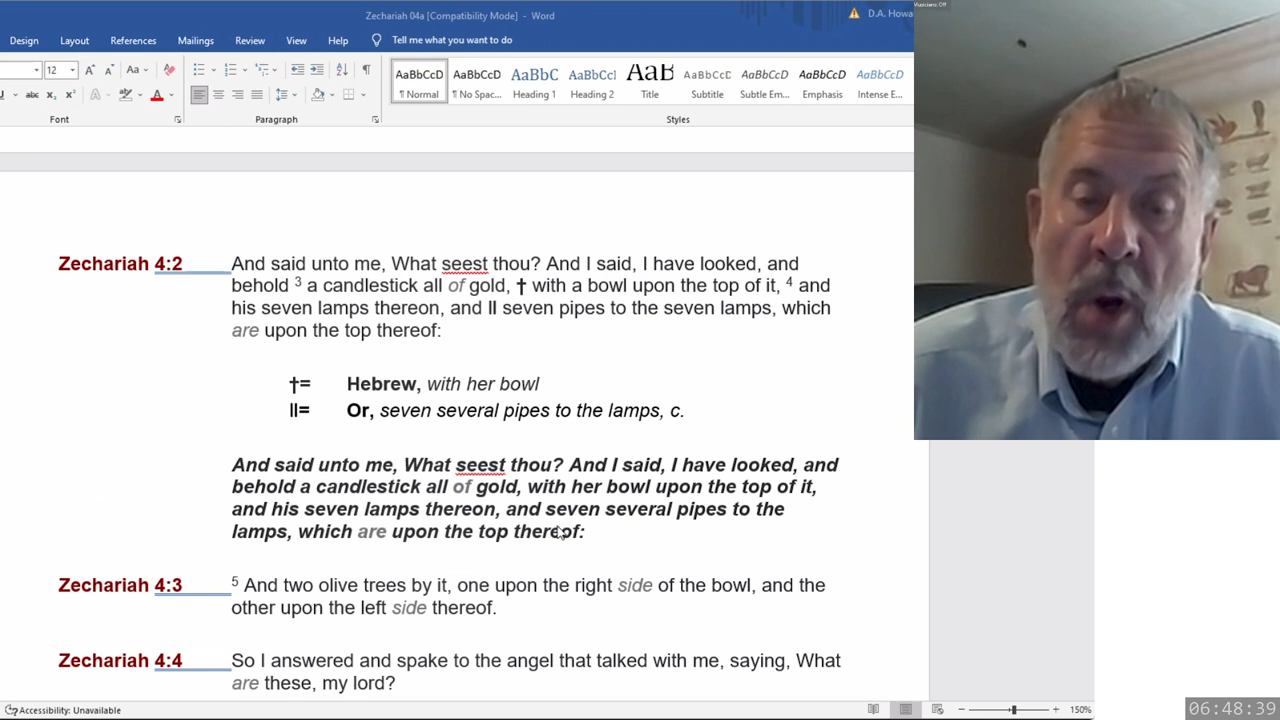 Zechariah 04a [Compatibility Mode] - Word
D.A. Howa
Musicians: Off
Design Layout References Mailings Review View Help Tell me what you want to do
12 Aa
AaBbCcD AaBbCcD AaBbC AaBbCc AaB AaBbCcD AaBbCcD AaBbCcD AaBbCcD
¶ Normal ¶ No Spac... Heading 1 Heading 2 Title Subtitle Subtle Em... Emphasis Intense E...
Font Paragraph Styles
Zechariah 4:2 And said unto me, What seest thou? And I said, I have looked, and
behold 3 a candlestick all of gold, † with a bowl upon the top of it, 4 and
his seven lamps thereon, and ǁ seven pipes to the seven lamps, which
are upon the top thereof:
†= Hebrew, with her bowl
ǁ= Or, seven several pipes to the lamps, c.
And said unto me, What seest thou? And I said, I have looked, and
behold a candlestick all of gold, with her bowl upon the top of it,
and his seven lamps thereon, and seven several pipes to the
lamps, which are upon the top thereof:
Zechariah 4:3 5 And two olive trees by it, one upon the right side of the bowl, and the
other upon the left side thereof.
Zechariah 4:4 So I answered and spake to the angel that talked with me, saying, What
are these, my lord?
Accessibility: Unavailable
150%
06:48:39